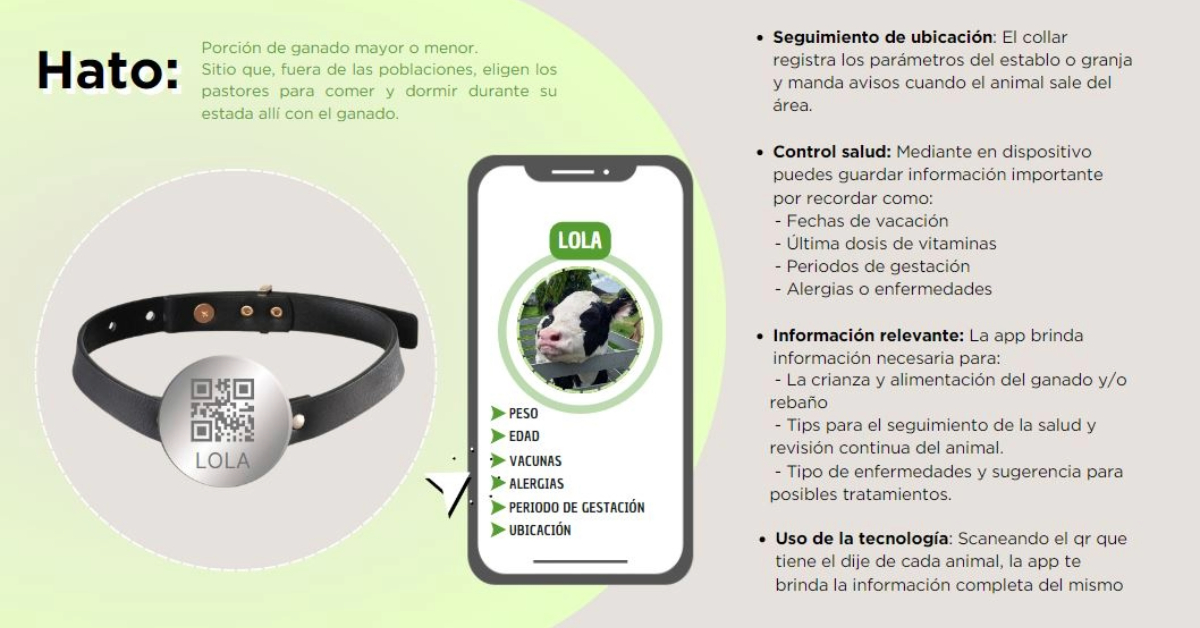 Hato:
Porción de ganado mayor o menor.
Sitio que, fuera de las poblaciones, eligen los
pastores para comer y dormir durante su
estada allí con el ganado.
LOLA
LOLA
PESO
EDAD
VACUNAS
ALERGIAS
PERIODO DE GESTACIÓN
UBICACIÓN
• Seguimiento de ubicación: El collar
registra los parámetros del establo o granja
y manda avisos cuando el animal sale del
área.
• Control salud: Mediante en dispositivo
puedes guardar información importante
por recordar como:
- Fechas de vacación
- Última dosis de vitaminas
- Periodos de gestación
- Alergias o enfermedades
• Información relevante: La app brinda
información necesaria para:
- La crianza y alimentación del ganado y/o
rebaño
- Tips para el seguimiento de la salud y
revisión continua del animal.
- Tipo de enfermedades y sugerencia para
posibles tratamientos.
• Uso de la tecnología: Scaneando el qr que
tiene el dije de cada animal, la app te
brinda la información completa del mismo